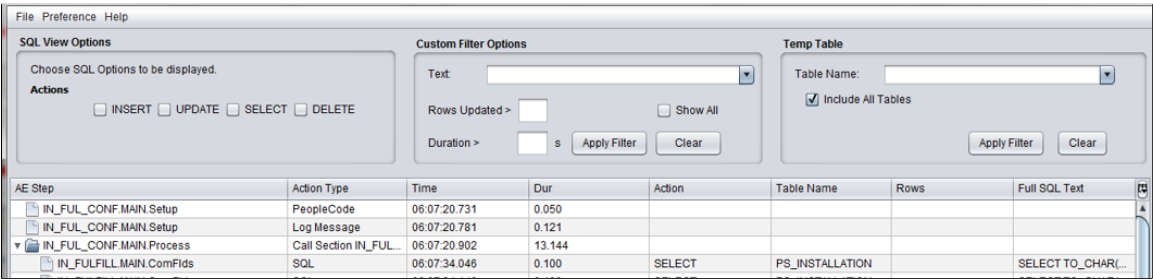 File Preference Help
SQL View Options
Choose SQL Options to be displayed.
Actions
INSERT UPDATE SELECT DELETE
Custom Filter Options
Text:
Rows Updated > Show All
Duration > s Apply Filter Clear
Temp Table
Table Name:
Include All Tables
Apply Filter Clear
AE Step Action Type Time Dur Action Table Name Rows Full SQL Text
IN_FUL_CONF.MAIN.Setup PeopleCode 06:07:20.731 0.050
IN_FUL_CONF.MAIN.Setup Log Message 06:07:20.781 0.121
IN_FUL_CONF.MAIN.Process Call Section IN_FUL... 06:07:20.902 13.144
IN_FULFILL.MAIN.ComFlds SQL 06:07:34.046 0.100 SELECT PS_INSTALLATION SELECT TO_CHAR(...